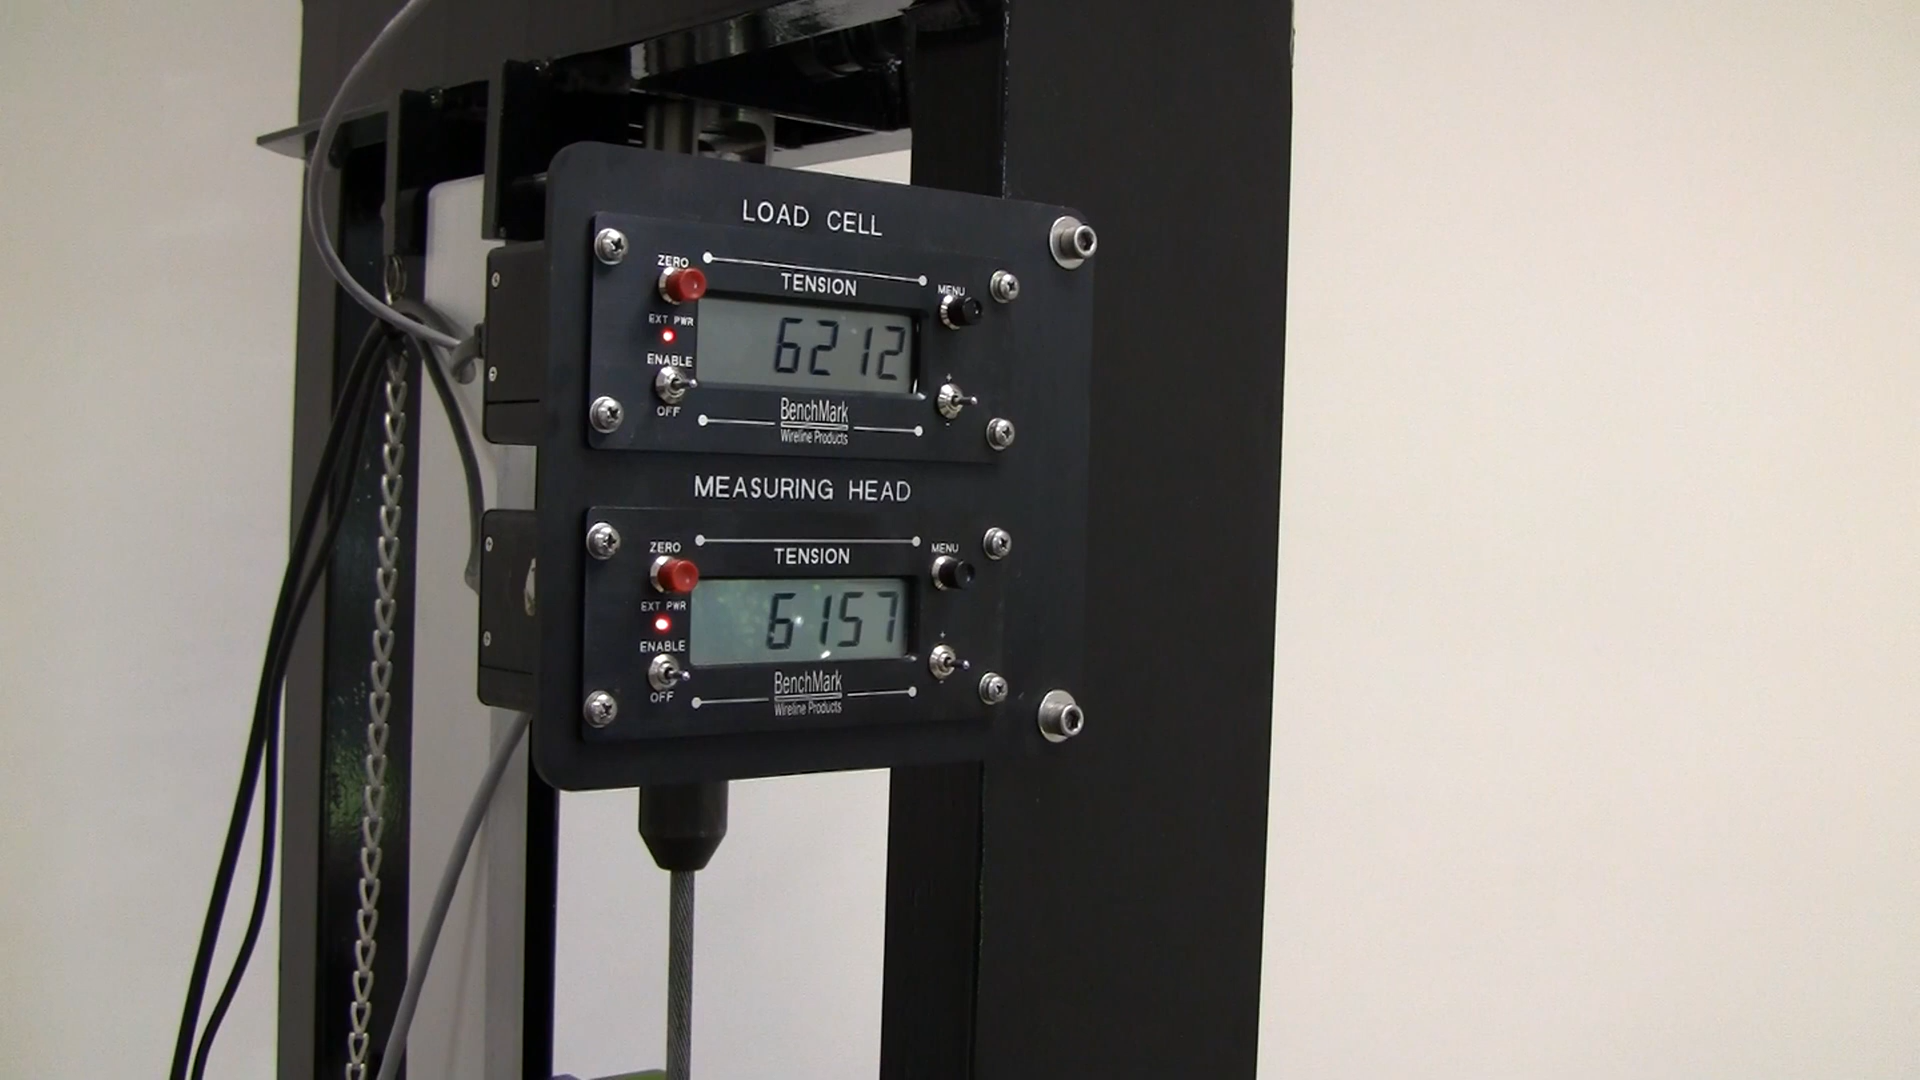 LOAD CELL
ZERO
TENSION
MENU
EXT PWR
6212
ENABLE
+
OFF
-
BenchMark
Wireline Products
MEASURING HEAD
ZERO
TENSION
MENU
EXT PWR
6157
ENABLE
+
OFF
-
BenchMark
Wireline Products